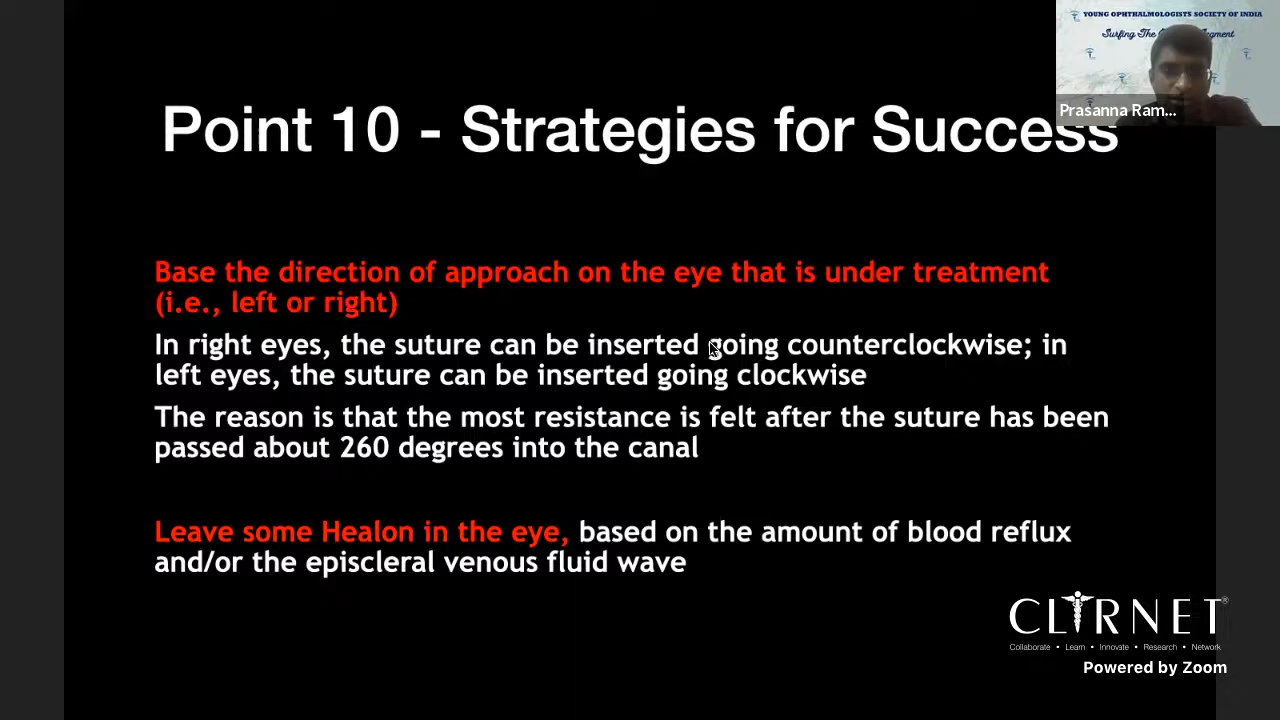 YOUNG OPHTHALMOLOGISTS SOCIETY OF INDIA
Surfing The
Prasanna Ram...
Point 10 - Strategies for Success
Base the direction of approach on the eye that is under treatment
(i.e., left or right)
In right eyes, the suture can be inserted going counterclockwise; in
left eyes, the suture can be inserted going clockwise
The reason is that the most resistance is felt after the suture has been
passed about 260 degrees into the canal
Leave some Healon in the eye, based on the amount of blood reflux
and/or the episcleral venous fluid wave
CLIRNET®
Collaborate • Learn • Innovate • Research • Network
Powered by Zoom